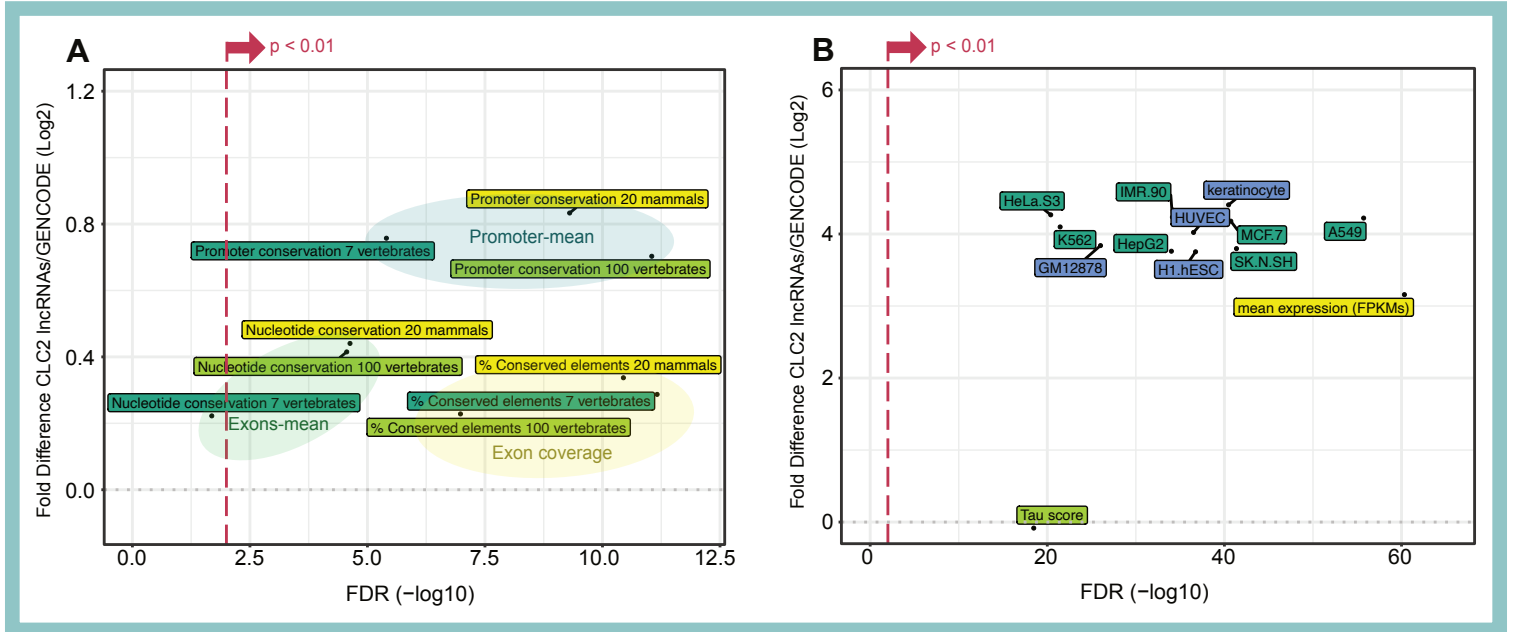 A
p < 0.01
Fold Difference CLC2 lncRNAs/GENCODE (Log2)
1.2
0.8
0.4
0.0
Promoter conservation 20 mammals
Promoter-mean
Promoter conservation 7 vertebrates
Promoter conservation 100 vertebrates
Nucleotide conservation 20 mammals
Nucleotide conservation 100 vertebrates
% Conserved elements 20 mammals
Nucleotide conservation 7 vertebrates
% Conserved elements 7 vertebrates
Exons-mean
% Conserved elements 100 vertebrates
Exon coverage
0.0
2.5
5.0
7.5
10.0
12.5
FDR (−log10)
B
p < 0.01
Fold Difference CLC2 lncRNAs/GENCODE (Log2)
6
4
2
0
HeLa.S3
IMR.90
keratinocyte
HUVEC
K562
HepG2
MCF.7
A549
GM12878
H1.hESC
SK.N.SH
mean expression (FPKMs)
Tau score
0
20
40
60
FDR (−log10)